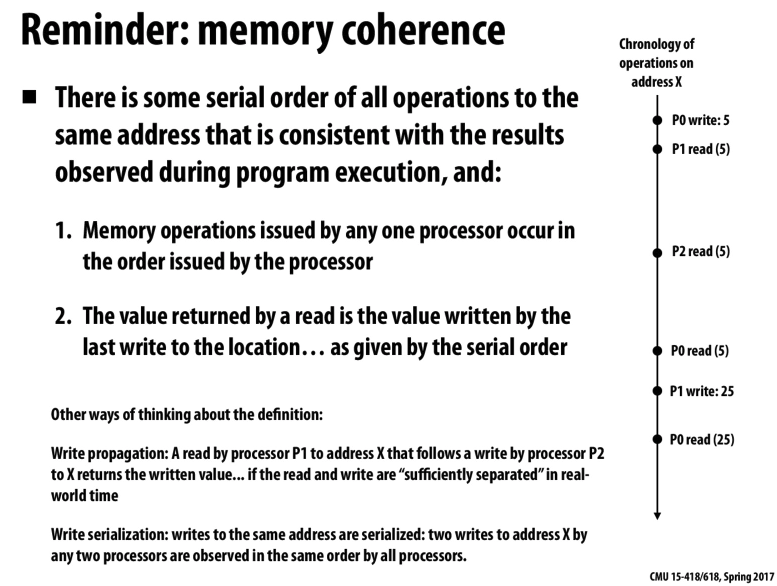 Reminder: memory coherence
■ There is some serial order of all operations to the
same address that is consistent with the results
observed during program execution, and:
1. Memory operations issued by any one processor occur in
the order issued by the processor
2. The value returned by a read is the value written by the
last write to the location… as given by the serial order
Other ways of thinking about the definition:
Write propagation: A read by processor P1 to address X that follows a write by processor P2
to X returns the written value... if the read and write are “sufficiently separated” in real-
world time
Write serialization: writes to the same address are serialized: two writes to address X by
any two processors are observed in the same order by all processors.
Chronology of
operations on
address X
P0 write: 5
P1 read (5)
P2 read (5)
P0 read (5)
P1 write: 25
P0 read (25)
CMU 15-418/618, Spring 2017